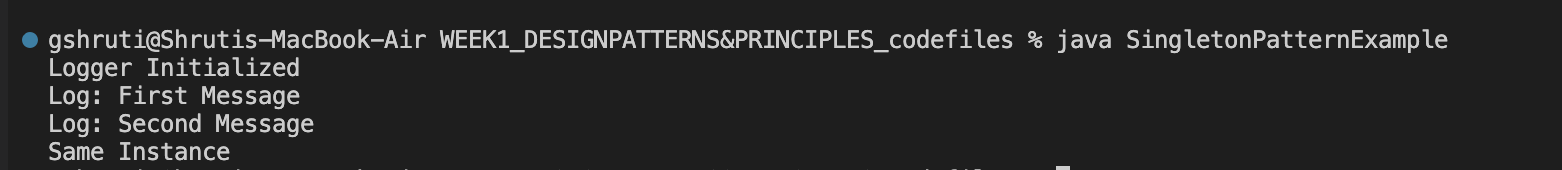 gshruti@Shrutis-MacBook-Air WEEK1_DESIGNPATTERNS&PRINCIPLES_codefiles % java SingletonPatternExample
Logger Initialized
Log: First Message
Log: Second Message
Same Instance